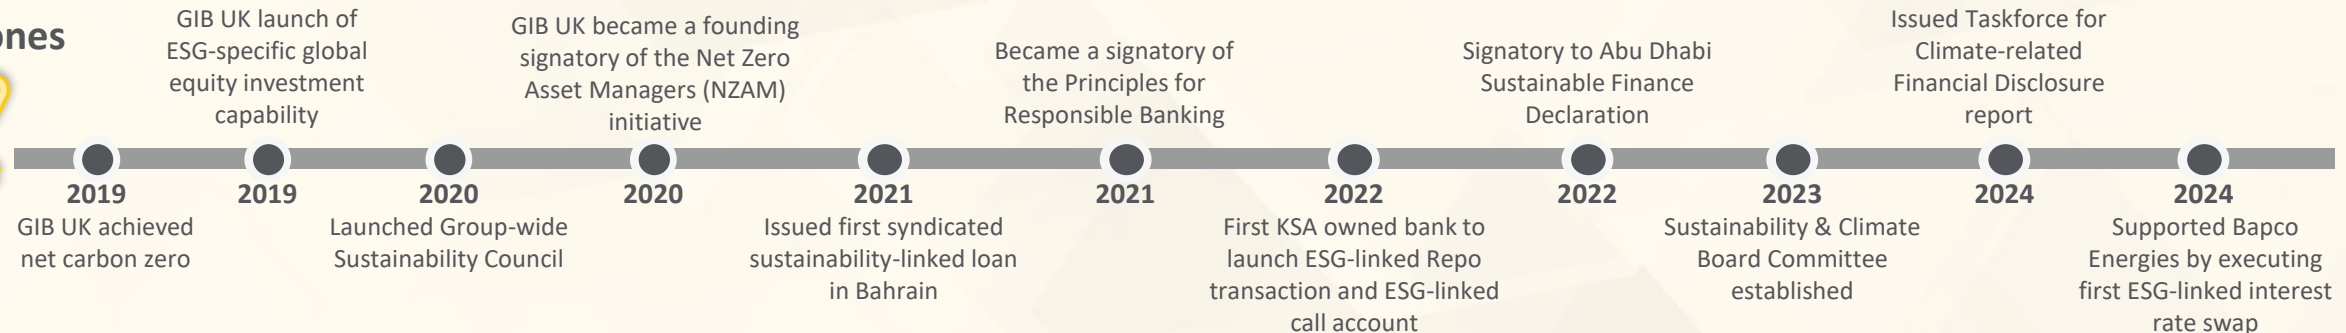 GIB UK launch of
ESG-specific global
equity investment
capability
GIB UK became a founding
signatory of the Net Zero
Asset Managers (NZAM)
initiative
Became a signatory of
the Principles for
Responsible Banking
Signatory to Abu Dhabi
Sustainable Finance
Declaration
Issued Taskforce for
Climate-related
Financial Disclosure
report
2019
GIB UK achieved
net carbon zero
2019
2020
Launched Group-wide
Sustainability Council
2020
2021
Issued first syndicated
sustainability-linked loan
in Bahrain
2021
2022
First KSA owned bank to
launch ESG-linked Repo
transaction and ESG-linked
call account
2022
2023
Sustainability & Climate
Board Committee
established
2024
2024
Supported Bapco
Energies by executing
first ESG-linked interest
rate swap